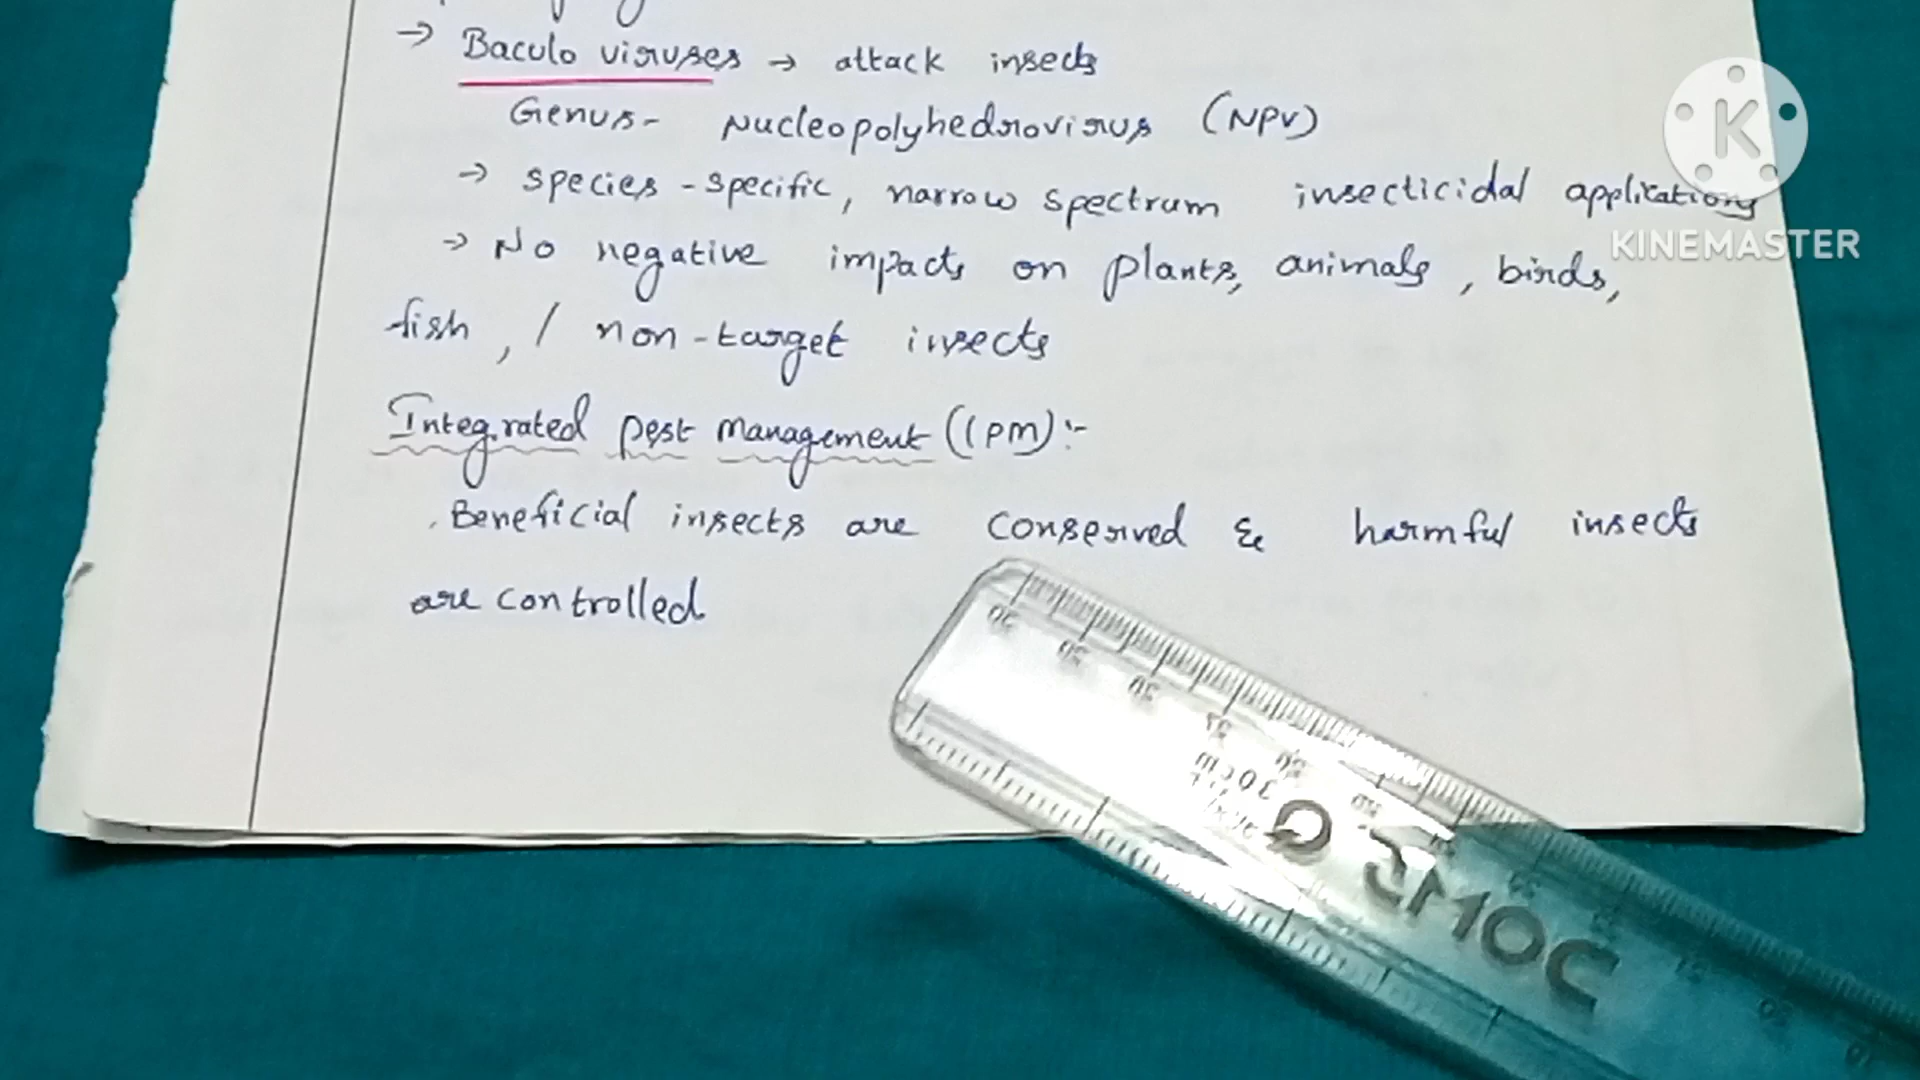 → Baculo viruses → attack insects
Genus- Nucleopolyhedrovirus (NPV)
→ species-specific, narrow spectrum insecticidal applications
→ No negative impacts on plants, animals, birds,
fish, / non-target insects
Integrated pest management (IPM):-
Beneficial insects are conserved & harmful insects
are controlled
K
KINEMASTER
30cm
DOMS